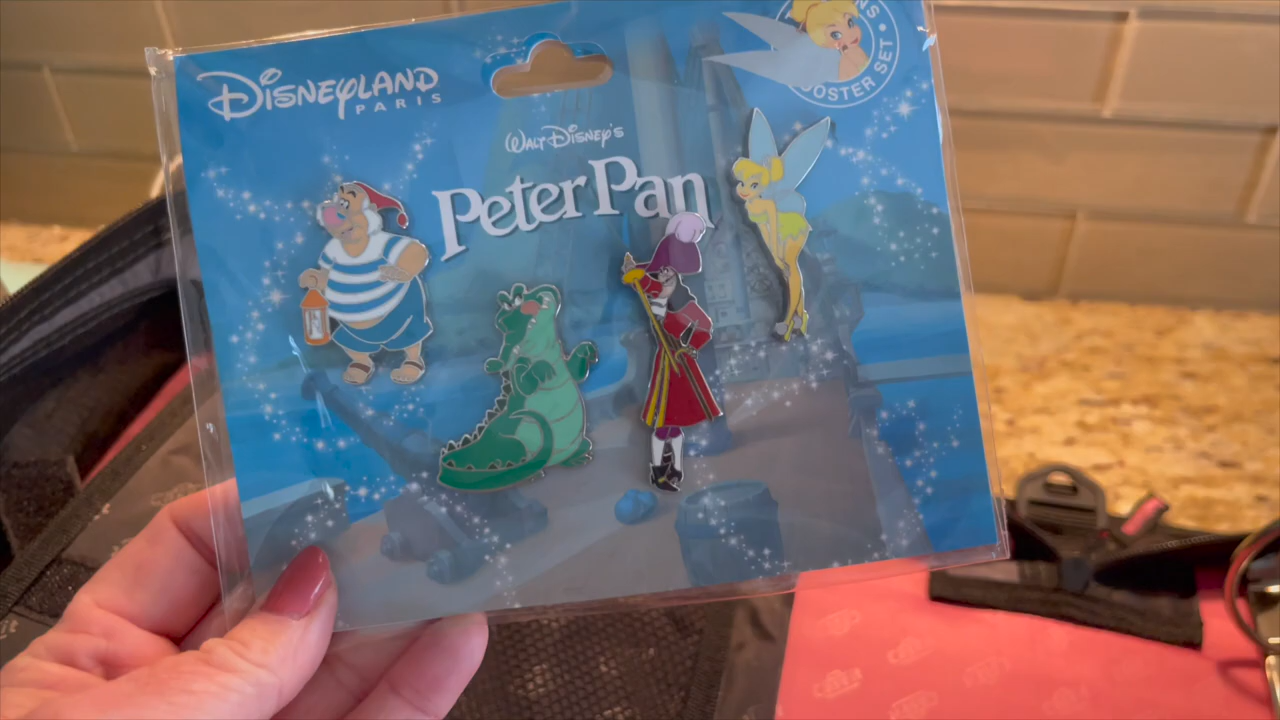 DISNEYLAND
PARIS
WALT DISNEY'S
Peter Pan
BOOSTER SET